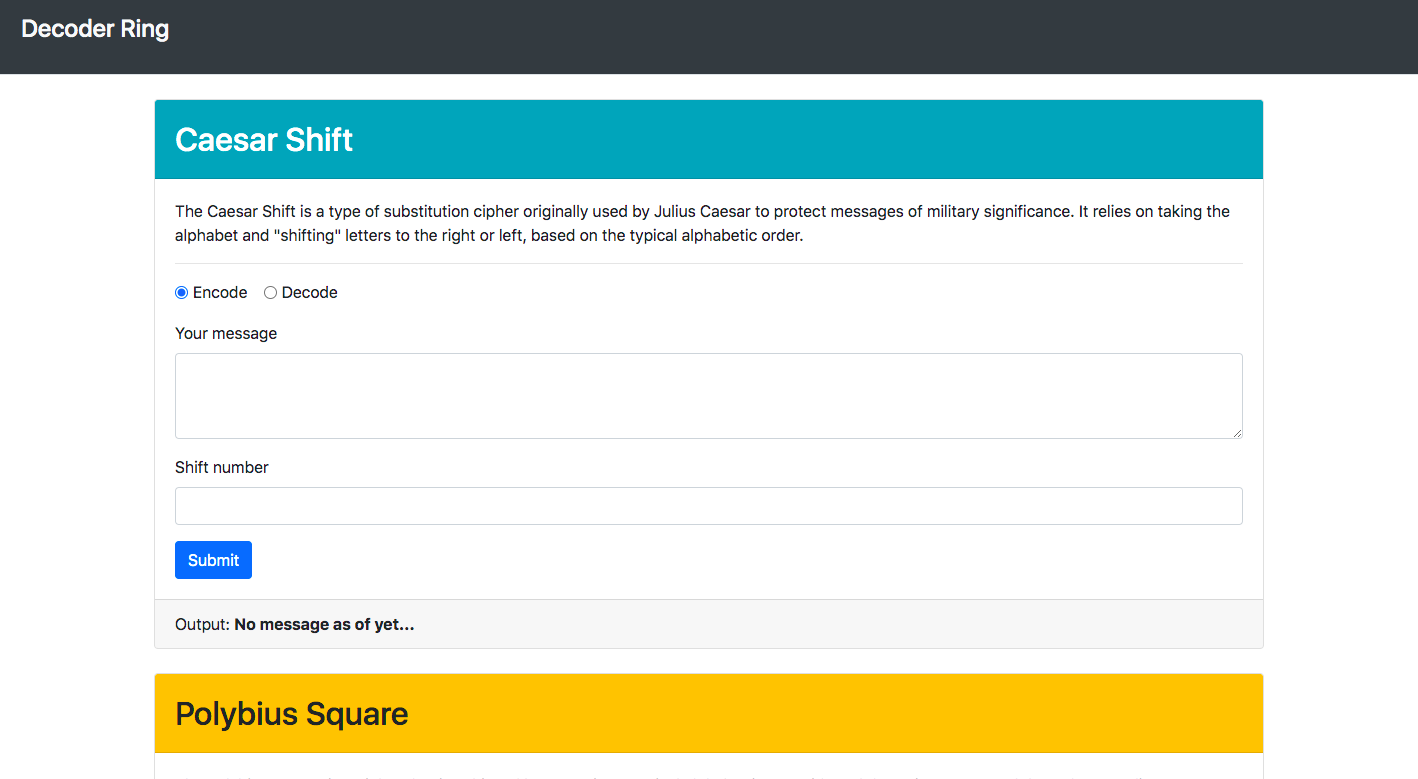 Decoder Ring
Caesar Shift
The Caesar Shift is a type of substitution cipher originally used by Julius Caesar to protect messages of military significance. It relies on taking the
alphabet and "shifting" letters to the right or left, based on the typical alphabetic order.
Encode Decode
Your message
Shift number
Submit
Output: No message as of yet...
Polybius Square